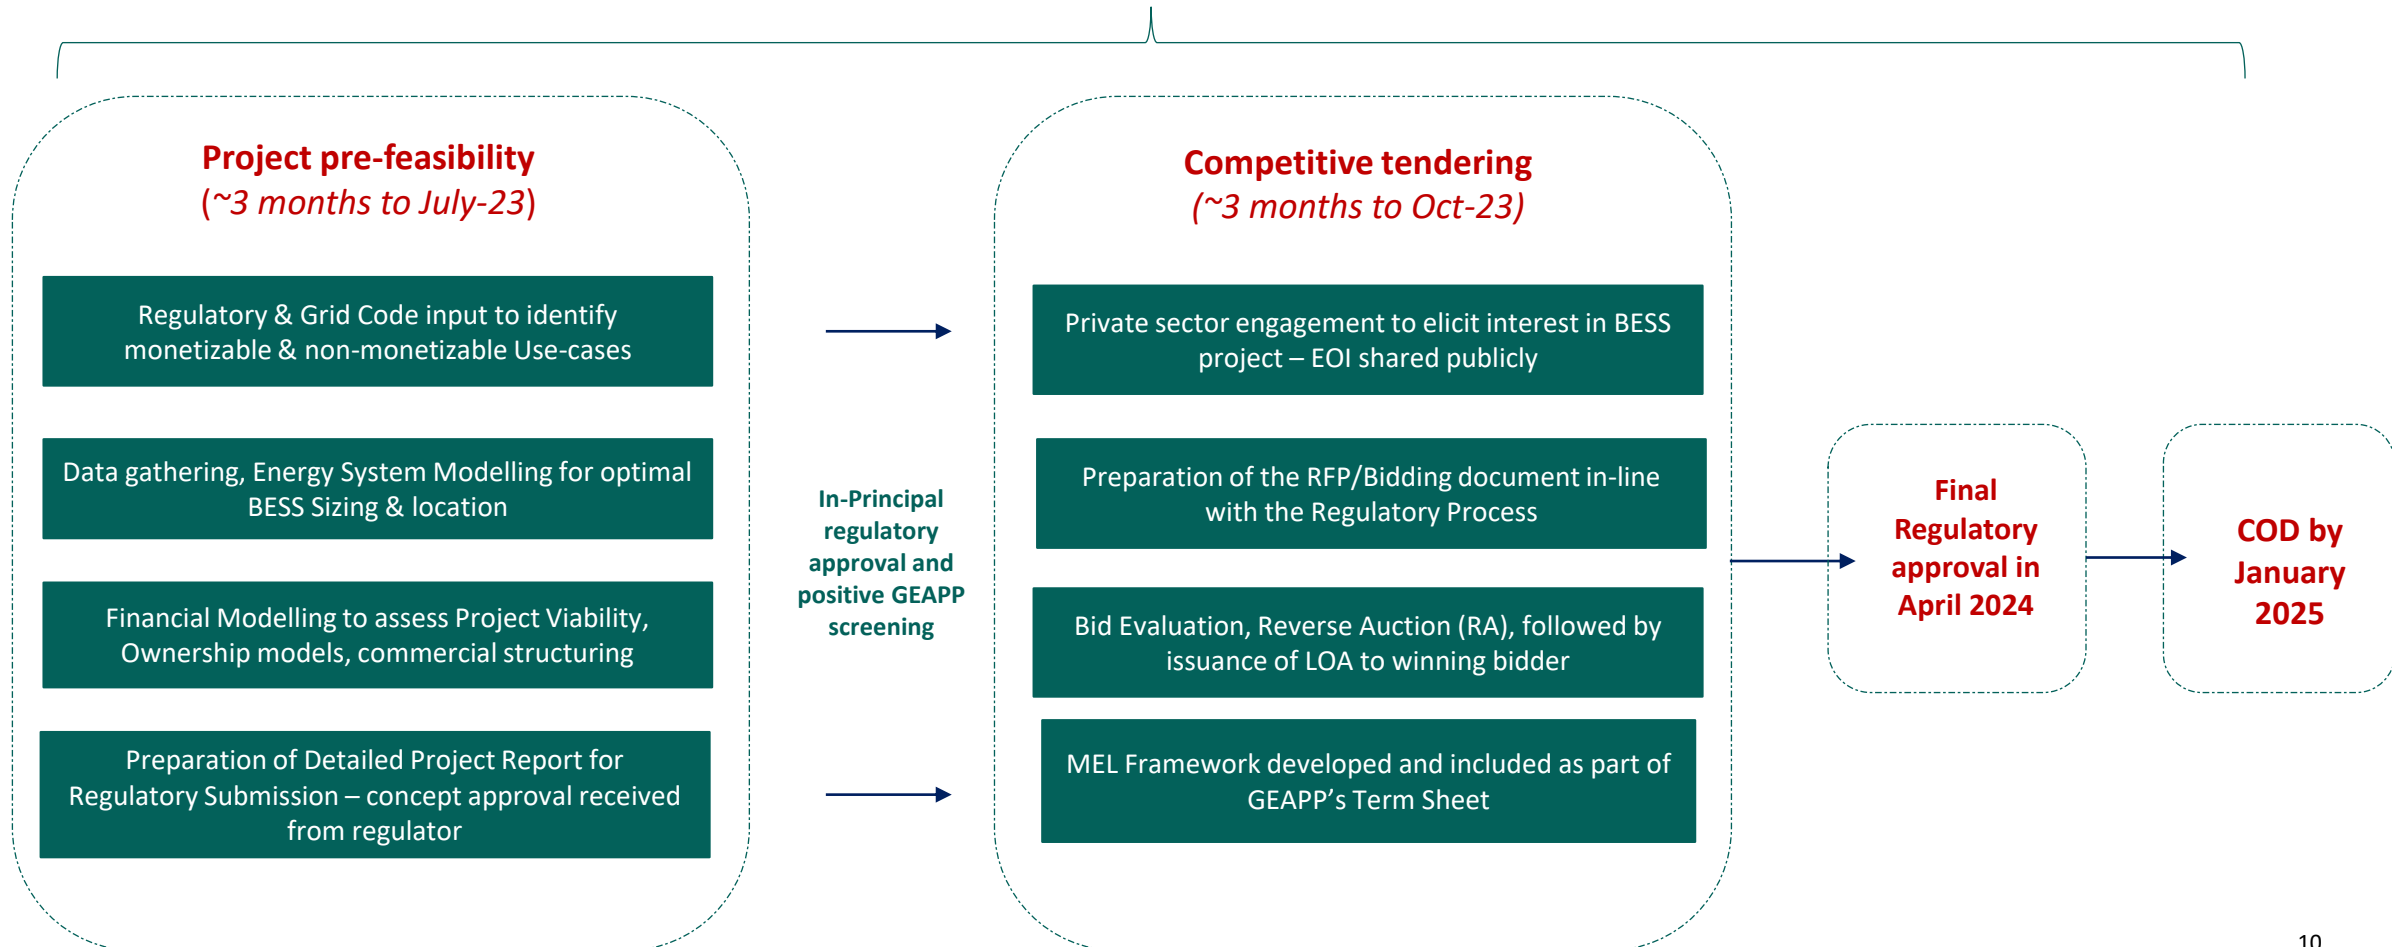 Project pre-feasibility
(~3 months to July-23)
Regulatory & Grid Code input to identify
monetizable & non-monetizable Use-cases
Data gathering, Energy System Modelling for optimal
BESS Sizing & location
Financial Modelling to assess Project Viability,
Ownership models, commercial structuring
Preparation of Detailed Project Report for
Regulatory Submission – concept approval received
from regulator
In-Principal
regulatory
approval and
positive GEAPP
screening
Competitive tendering
(~3 months to Oct-23)
Private sector engagement to elicit interest in BESS
project – EOI shared publicly
Preparation of the RFP/Bidding document in-line
with the Regulatory Process
Bid Evaluation, Reverse Auction (RA), followed by
issuance of LOA to winning bidder
MEL Framework developed and included as part of
GEAPP’s Term Sheet
Final
Regulatory
approval in
April 2024
COD by
January
2025
10